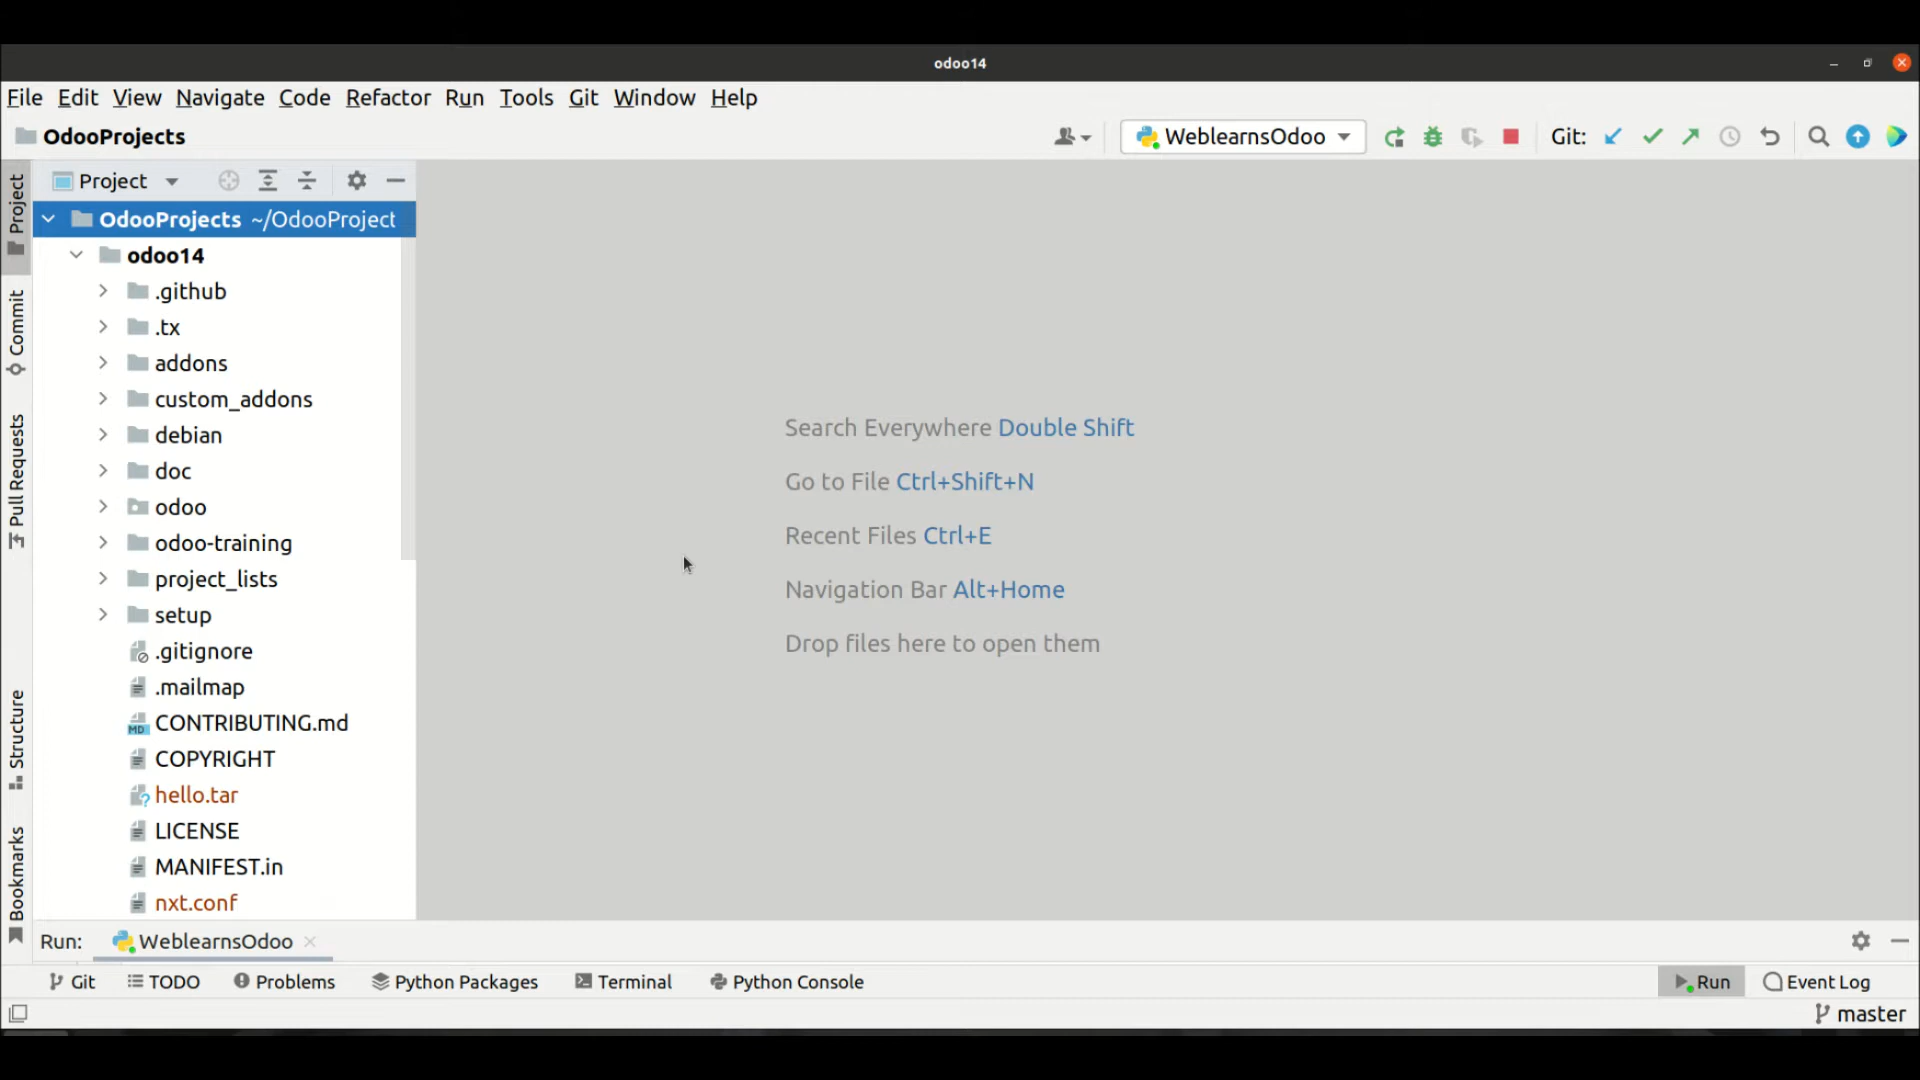 odoo14
File Edit View Navigate Code Refactor Run Tools Git Window Help
OdooProjects WeblearnsOdoo Git:
Project
Project
OdooProjects ~/OdooProject
odoo14
.github
.tx
addons
custom_addons
debian
doc
odoo
odoo-training
project_lists
setup
.gitignore
.mailmap
MD CONTRIBUTING.md
COPYRIGHT
hello.tar
LICENSE
MANIFEST.in
nxt.conf
Commit
Pull Requests
Structure
Bookmarks
Search Everywhere Double Shift
Go to File Ctrl+Shift+N
Recent Files Ctrl+E
Navigation Bar Alt+Home
Drop files here to open them
Run: WeblearnsOdoo
Git TODO Problems Python Packages Terminal Python Console Run Event Log
master